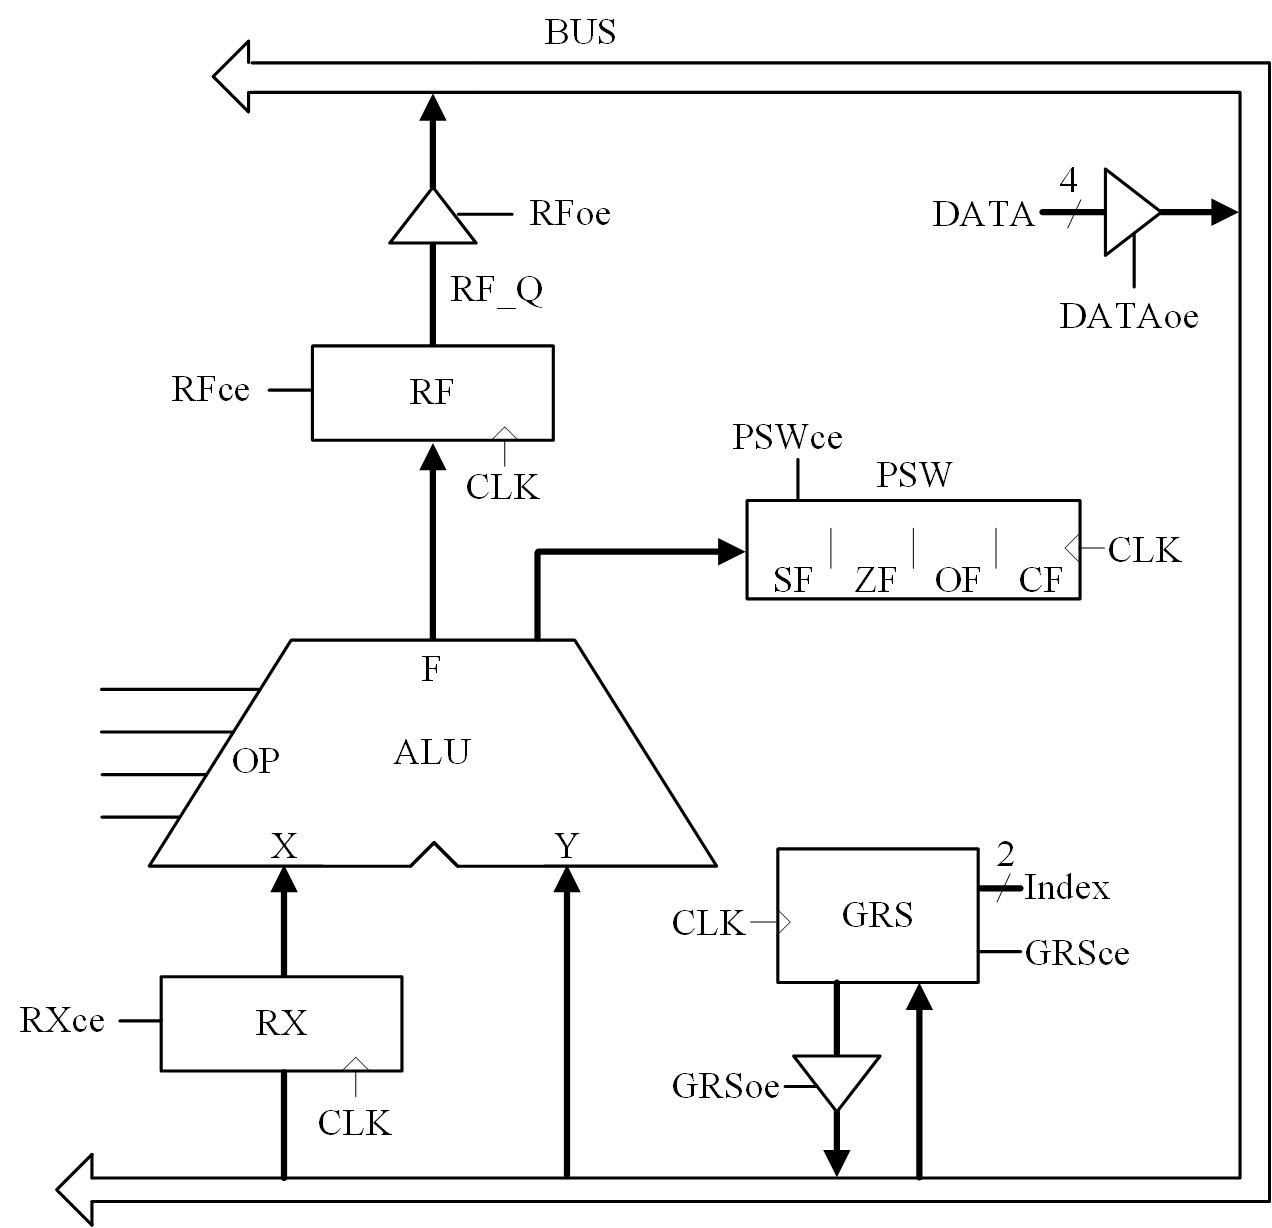 BUS
4
DATA
RFoe
RF_Q
DATAoe
RFce
RF
CLK
PSWce
PSW
CLK
SF ZF OF CF
F
OP
ALU
X
Y
2
Index
GRS
CLK
GRSce
RXce
RX
CLK
GRSoe